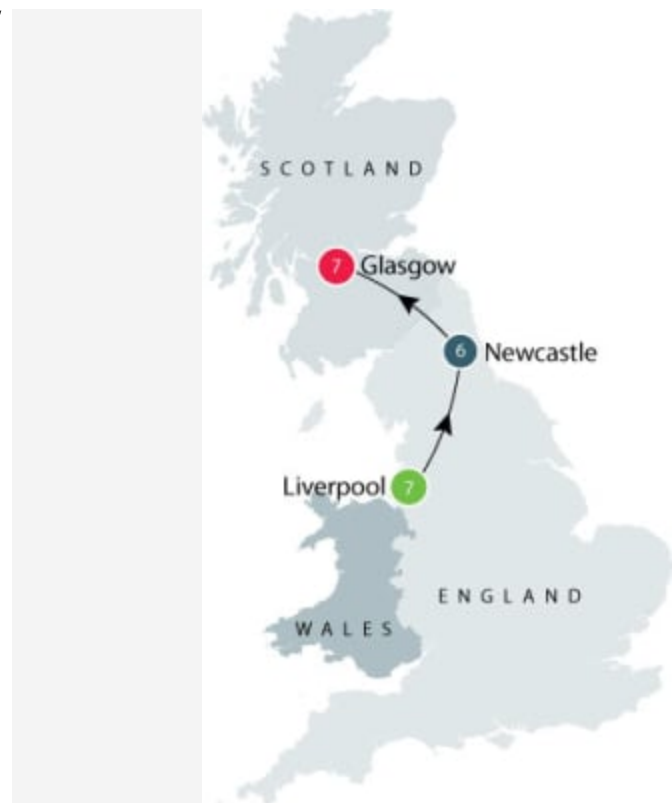 SCOTLAND
7 Glasgow
6 Newcastle
Liverpool 7
ENGLAND
WALES